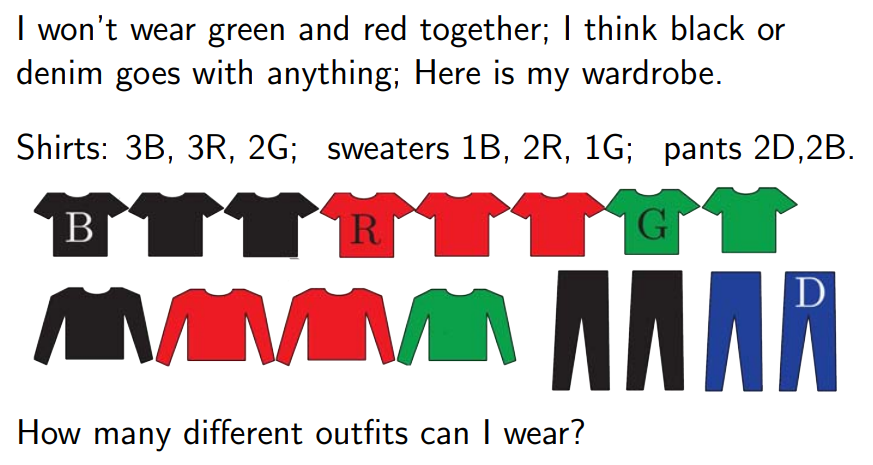 I won't wear green and red together; I think black or
denim goes with anything; Here is my wardrobe.
Shirts: 3B, 3R, 2G; sweaters 1B, 2R, 1G; pants 2D,2B.
B R G
D
How many different outfits can I wear?